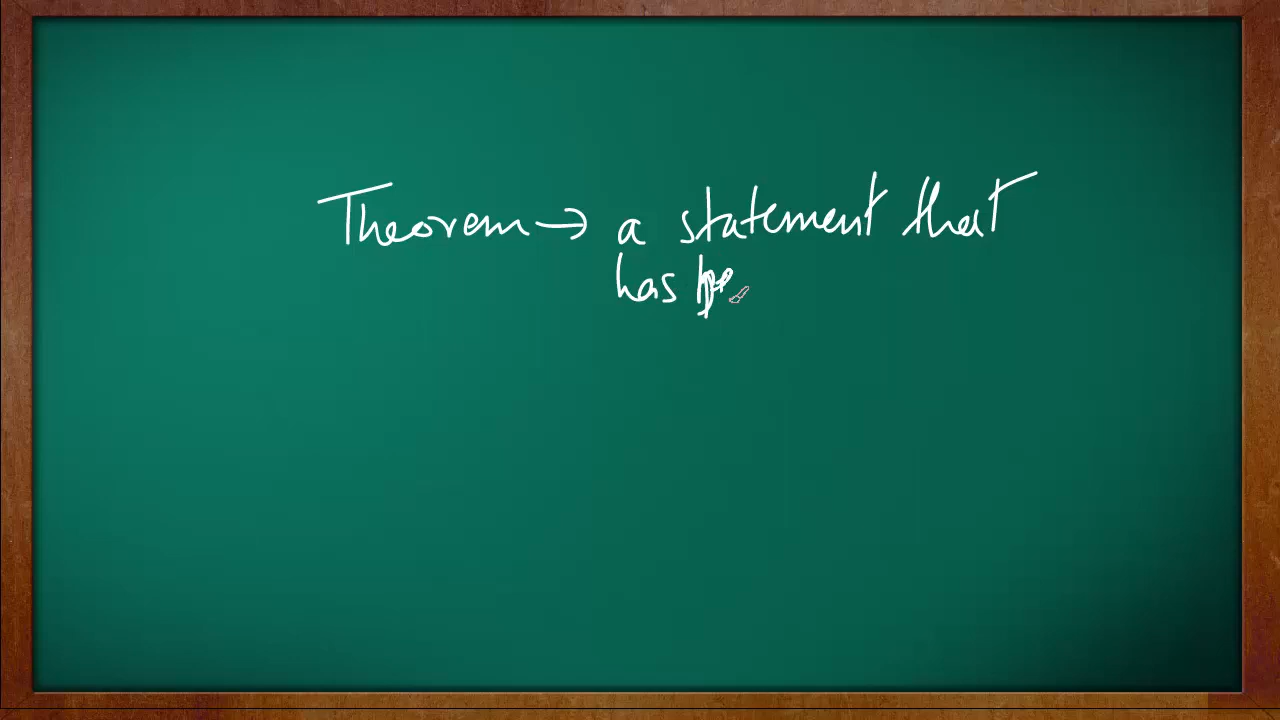 Theorem → a statement that
has